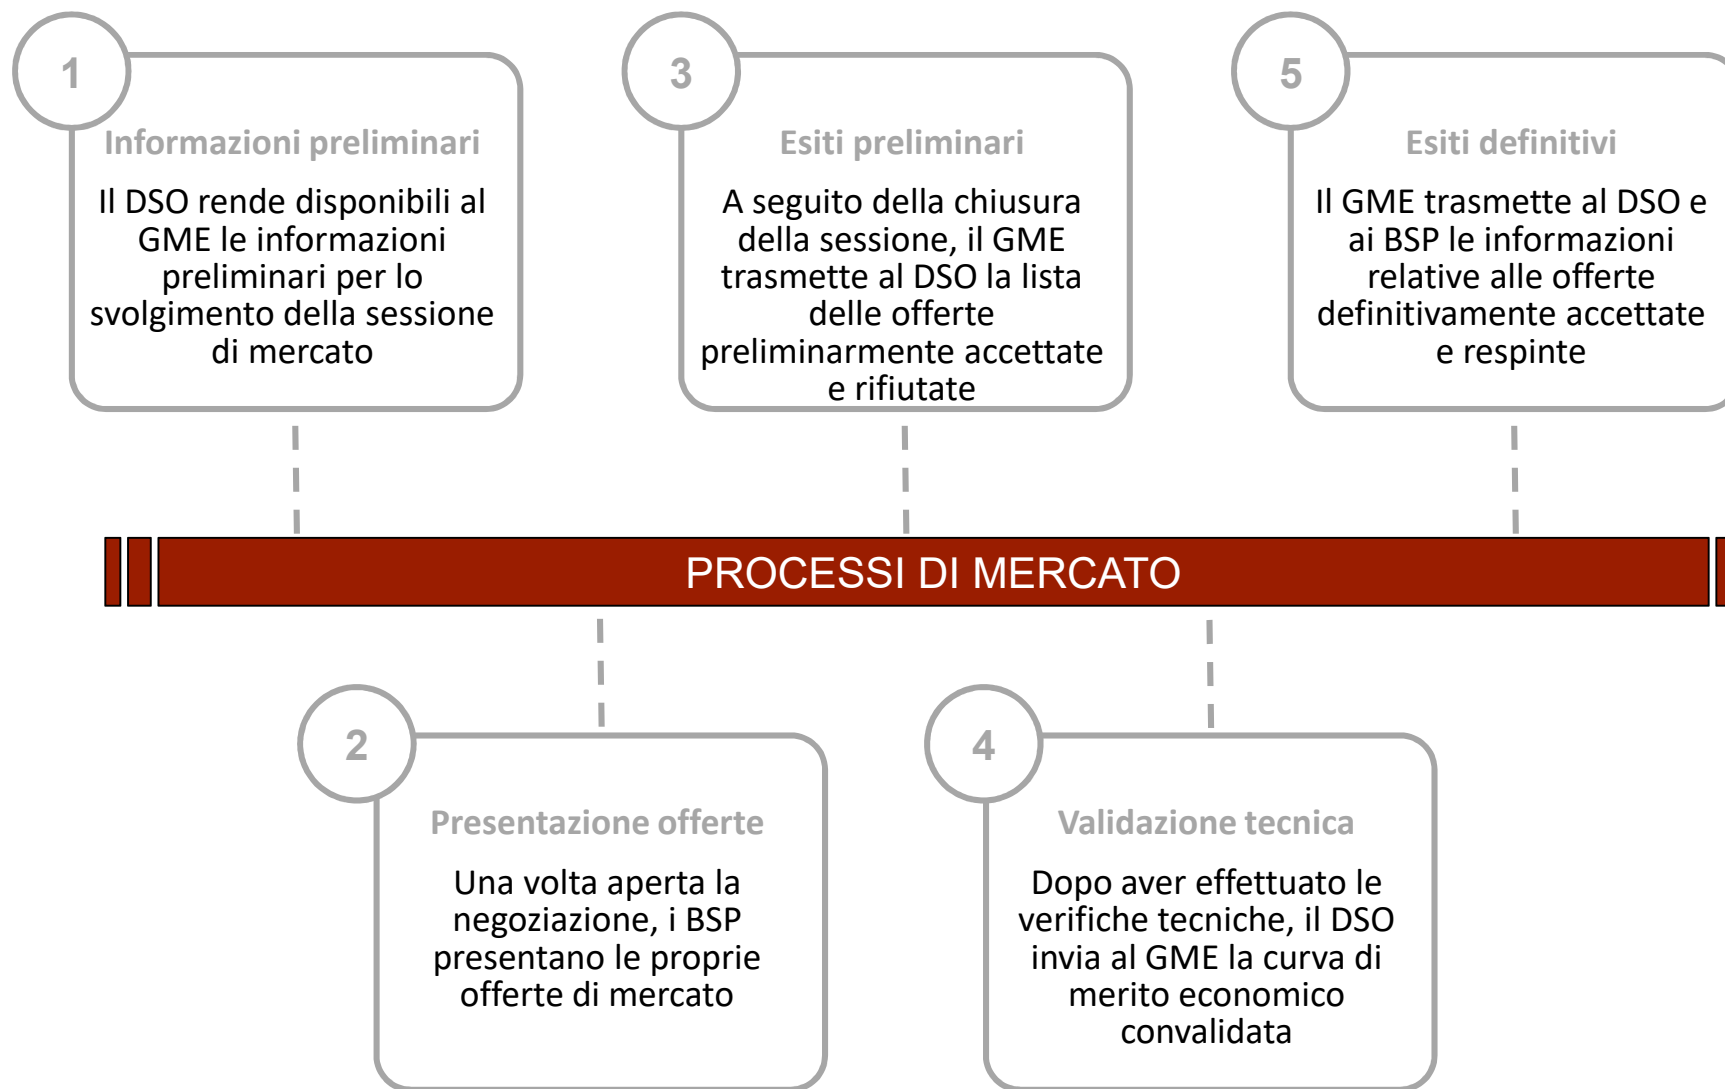 1
Informazioni preliminari
Il DSO rende disponibili al
GME le informazioni
preliminari per lo
svolgimento della sessione
di mercato
3
Esiti preliminari
A seguito della chiusura
della sessione, il GME
trasmette al DSO la lista
delle offerte
preliminarmente accettate
e rifiutate
5
Esiti definitivi
Il GME trasmette al DSO e
ai BSP le informazioni
relative alle offerte
definitivamente accettate
e respinte
PROCESSI DI MERCATO
2
Presentazione offerte
Una volta aperta la
negoziazione, i BSP
presentano le proprie
offerte di mercato
4
Validazione tecnica
Dopo aver effettuato le
verifiche tecniche, il DSO
invia al GME la curva di
merito economico
convalidata